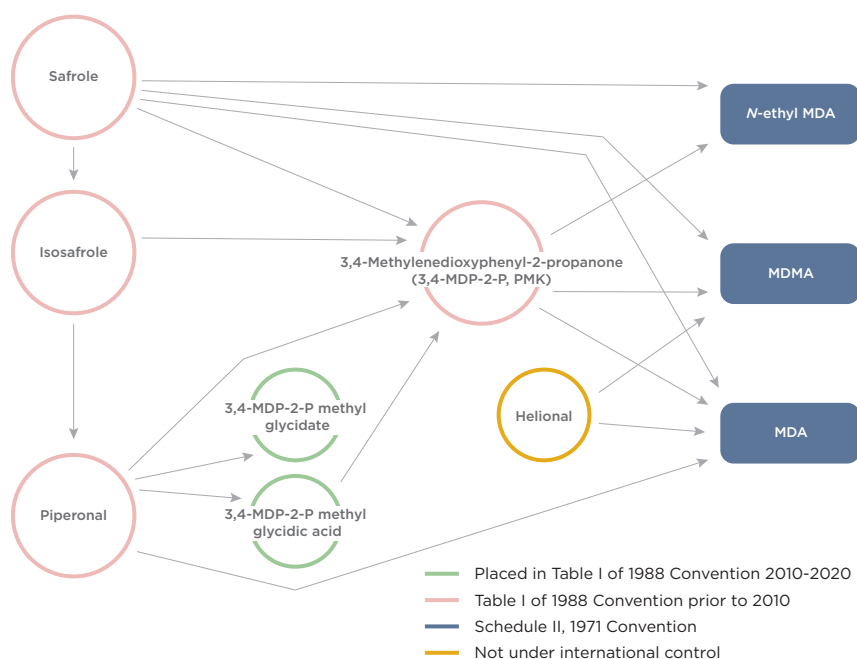 Safrole
N-ethyl MDA
Isosafrole
3,4-Methylenedioxyphenyl-2-propanone
(3,4-MDP-2-P, PMK)
MDMA
3,4-MDP-2-P methyl
glycidate
Helional
MDA
Piperonal
3,4-MDP-2-P methyl
glycidic acid
Placed in Table I of 1988 Convention 2010-2020
Table I of 1988 Convention prior to 2010
Schedule II, 1971 Convention
Not under international control